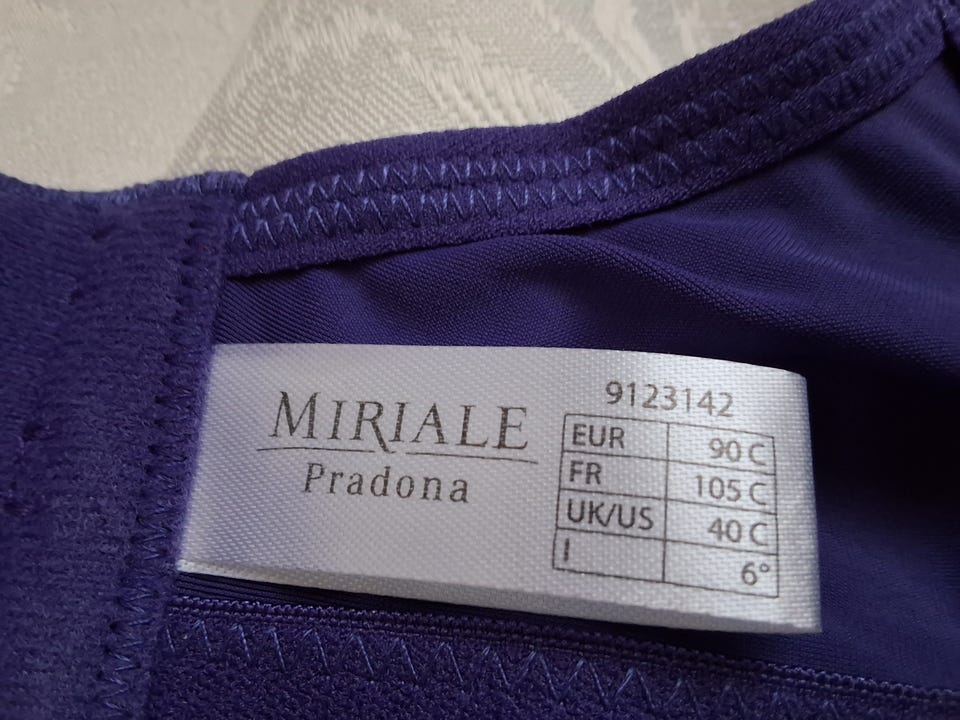 MIRIALE
Pradona
9123142
EUR 90 C
FR 105 C
UK/US 40 C
I 6°